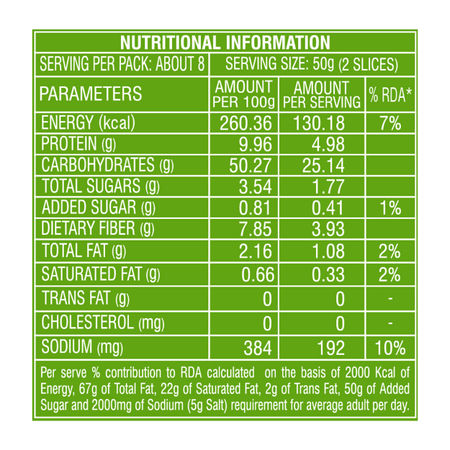 NUTRITIONAL INFORMATION
SERVING PER PACK: ABOUT 8 SERVING SIZE: 50g (2 SLICES)
PARAMETERS AMOUNT PER 100g AMOUNT PER SERVING % RDA*
ENERGY (kcal) 260.36 130.18 7%
PROTEIN (g) 9.96 4.98
CARBOHYDRATES (g) 50.27 25.14
TOTAL SUGARS (g) 3.54 1.77
ADDED SUGAR (g) 0.81 0.41 1%
DIETARY FIBER (g) 7.85 3.93
TOTAL FAT (g) 2.16 1.08 2%
SATURATED FAT (g) 0.66 0.33 2%
TRANS FAT (g) 0 0 -
CHOLESTEROL (mg) 0 0 -
SODIUM (mg) 384 192 10%
Per serve % contribution to RDA calculated on the basis of 2000 Kcal of
Energy, 67g of Total Fat, 22g of Saturated Fat, 2g of Trans Fat, 50g of Added
Sugar and 2000mg of Sodium (5g Salt) requirement for average adult per day.